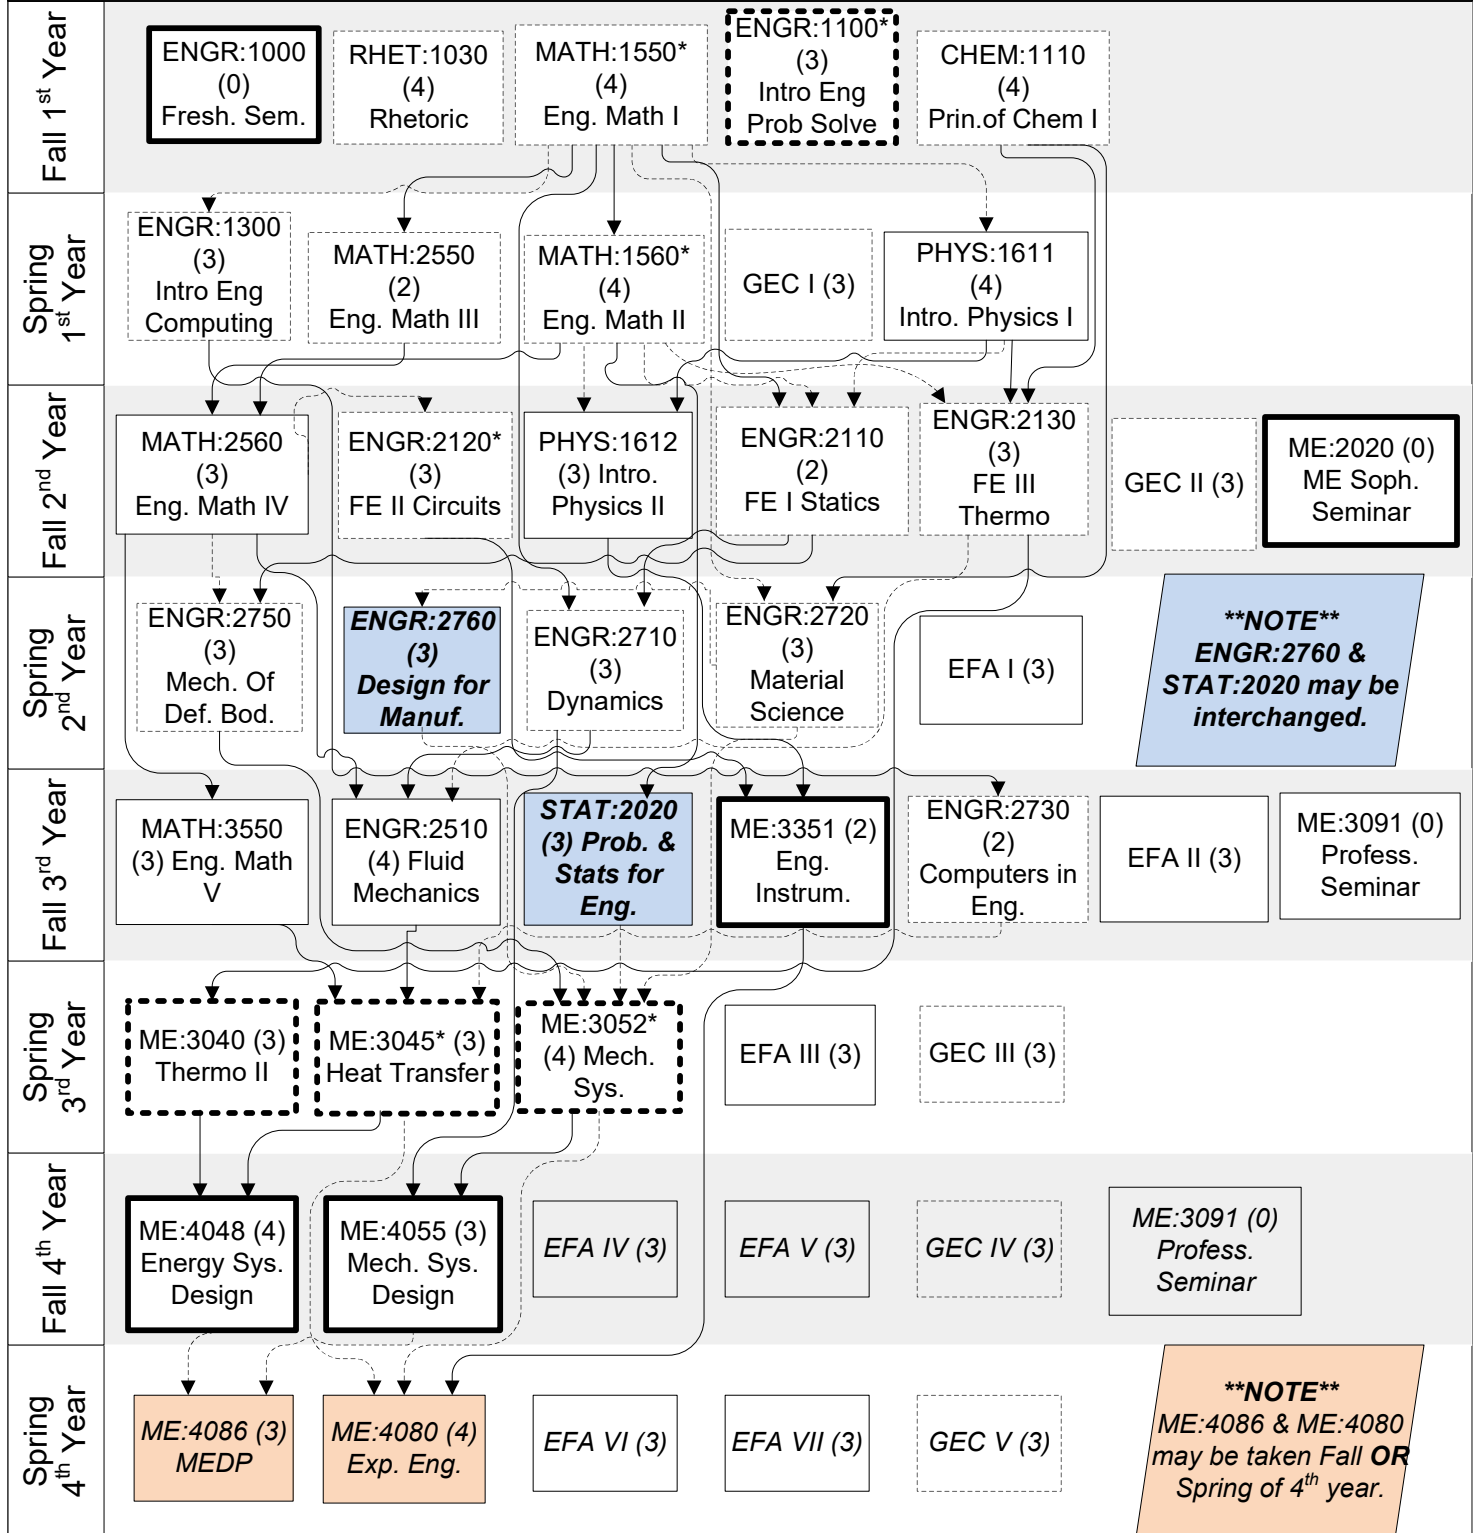 Fall 1st Year
ENGR:1000
(0)
Fresh. Sem.
RHET:1030
(4)
Rhetoric
MATH:1550*
(4)
Eng. Math I
ENGR:1100*
(3)
Intro Eng
Prob Solve
CHEM:1110
(4)
Prin.of Chem I
Spring
1st Year
ENGR:1300
(3)
Intro Eng
Computing
MATH:2550
(2)
Eng. Math III
MATH:1560*
(4)
Eng. Math II
GEC I (3)
PHYS:1611
(4)
Intro. Physics I
Fall 2nd Year
MATH:2560
(3)
Eng. Math IV
ENGR:2120*
(3)
FE II Circuits
PHYS:1612
(3) Intro.
Physics II
ENGR:2110
(2)
FE I Statics
ENGR:2130
(3)
FE III
Thermo
GEC II (3)
ME:2020 (0)
ME Soph.
Seminar
Spring
2nd Year
ENGR:2750
(3)
Mech. Of
Def. Bod.
ENGR:2760
(3)
Design for
Manuf.
ENGR:2710
(3)
Dynamics
ENGR:2720
(3)
Material
Science
EFA I (3)
**NOTE**
ENGR:2760 &
STAT:2020 may be
interchanged.
Fall 3rd Year
MATH:3550
(3) Eng. Math
V
ENGR:2510
(4) Fluid
Mechanics
STAT:2020
(3) Prob. &
Stats for
Eng.
ME:3351 (2)
Eng.
Instrum.
ENGR:2730
(2)
Computers in
Eng.
EFA II (3)
ME:3091 (0)
Profess.
Seminar
Spring
3rd Year
ME:3040 (3)
Thermo II
ME:3045* (3)
Heat Transfer
ME:3052*
(4) Mech.
Sys.
EFA III (3)
GEC III (3)
Fall 4th Year
ME:4048 (4)
Energy Sys.
Design
ME:4055 (3)
Mech. Sys.
Design
EFA IV (3)
EFA V (3)
GEC IV (3)
ME:3091 (0)
Profess.
Seminar
Spring
4th Year
ME:4086 (3)
MEDP
ME:4080 (4)
Exp. Eng.
EFA VI (3)
EFA VII (3)
GEC V (3)
**NOTE**
ME:4086 & ME:4080
may be taken Fall OR
Spring of 4th year.